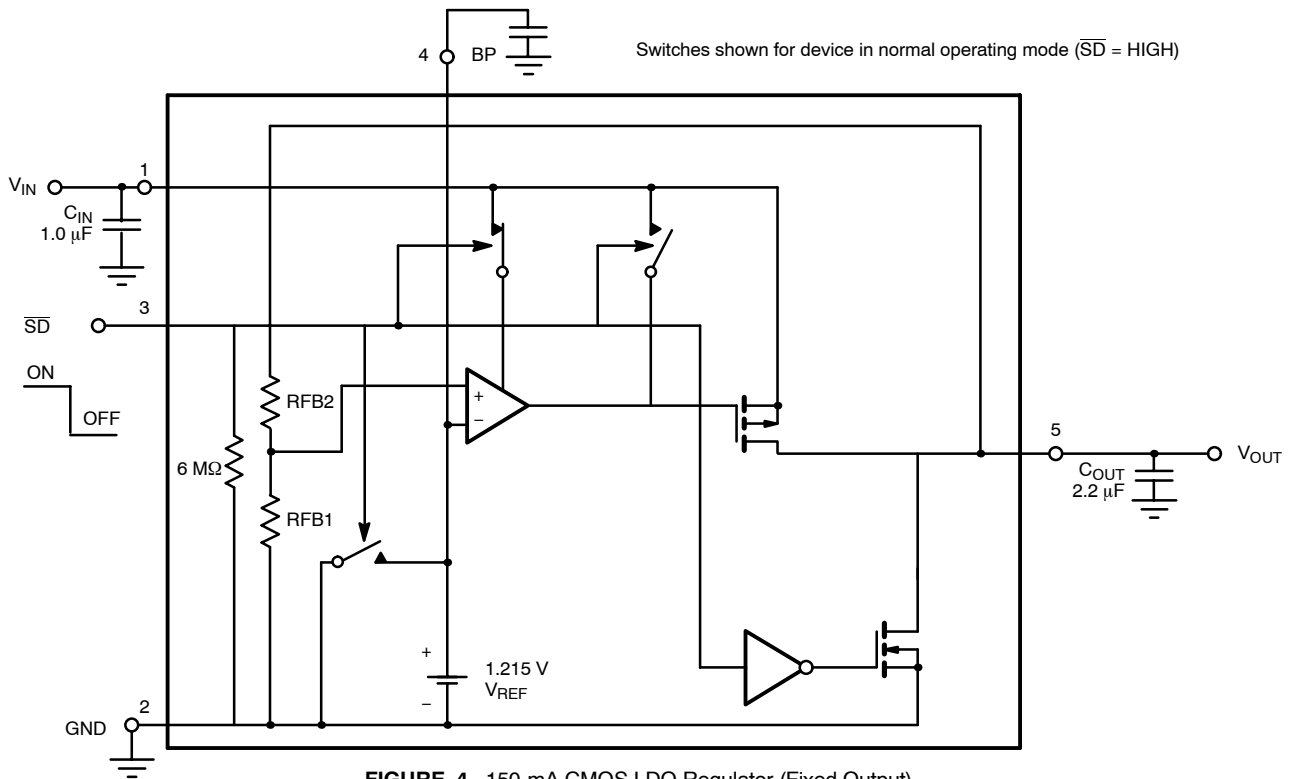 4
BP
Switches shown for device in normal operating mode (SD = HIGH)
VIN
1
CIN
1.0 μF
SD
3
ON
OFF
RFB2
+
−
6 MΩ
RFB1
5
VOUT
COUT
2.2 μF
+
1.215 V
VREF
−
GND
2
FIGURE 4. 150-mA CMOS LDO Regulator (Fixed Output)